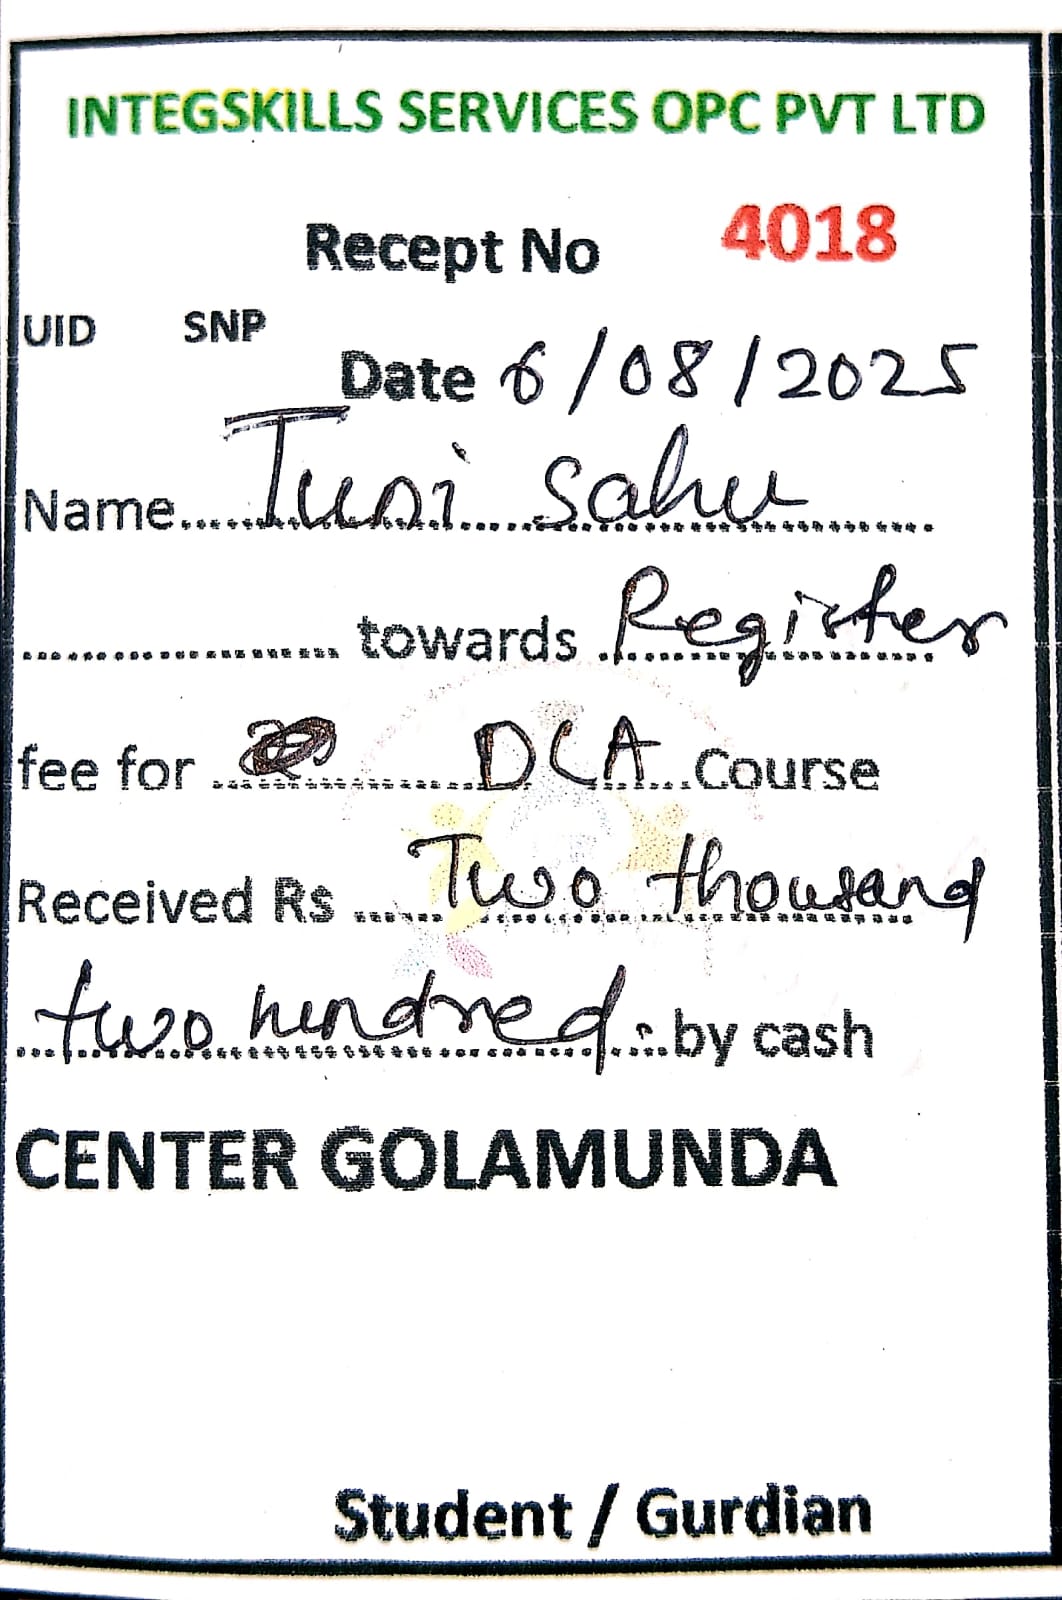 INTEGSKILLS SERVICES OPC PVT LTD
Recept No 4018
UID SNP
Date 6/08/2025
Name.....Tuni Sahu.....
..................... towards Register
fee for ........ DCA ...Course
Received Rs ...... Two thousand
two hundred . by cash
CENTER GOLAMUNDA
Student / Gurdian